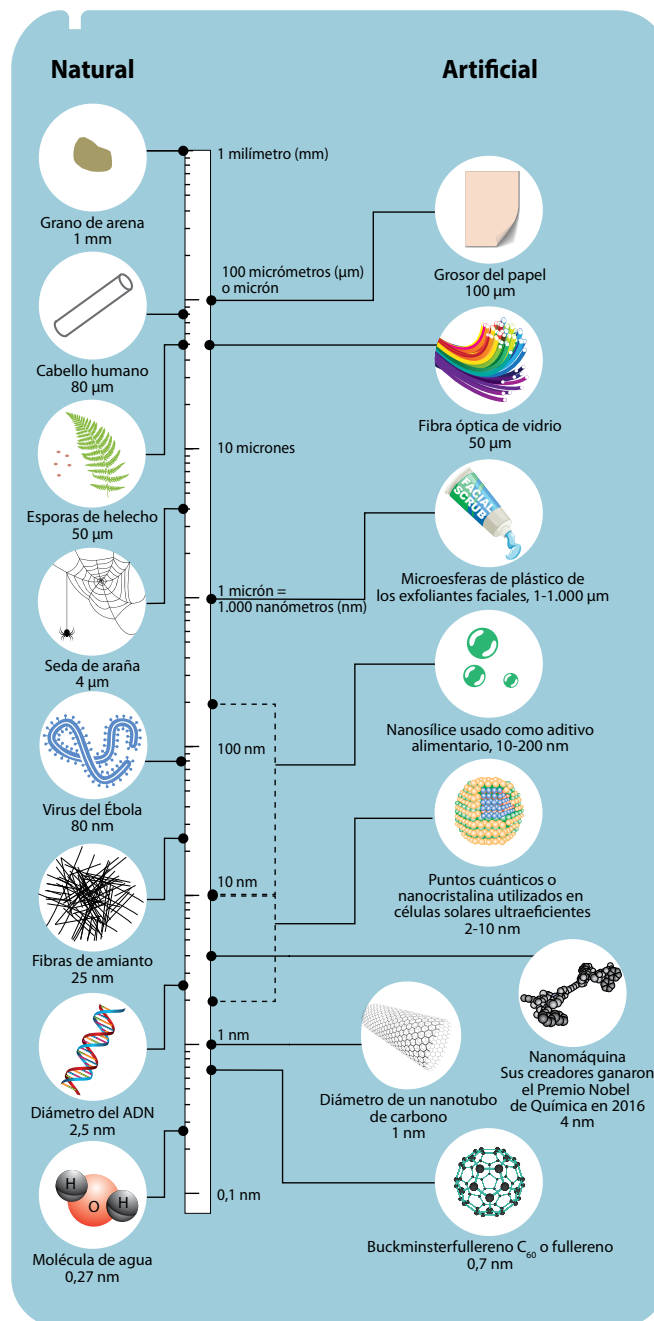 Natural
Artificial
Grano de arena
1 mm
1 milímetro (mm)
100 micrómetros (µm)
o micrón
Grosor del papel
100 µm
Cabello humano
80 µm
Fibra óptica de vidrio
50 µm
10 micrones
Esporas de helecho
50 µm
FACIAL
SCRUB
Microesferas de plástico de
los exfoliantes faciales, 1-1.000 µm
1 micrón =
1.000 nanómetros (nm)
Seda de araña
4 µm
Nanosílice usado como aditivo
alimentario, 10-200 nm
100 nm
Virus del Ébola
80 nm
10 nm
Puntos cuánticos o
nanocristalina utilizados en
células solares ultraeficientes
2-10 nm
Fibras de amianto
25 nm
Nanomáquina
Sus creadores ganaron
el Premio Nobel
de Química en 2016
4 nm
1 nm
Diámetro de un nanotubo
de carbono
1 nm
Diámetro del ADN
2,5 nm
H
O
H
0,1 nm
Molécula de agua
0,27 nm
Buckminsterfullereno C60 o fullereno
0,7 nm